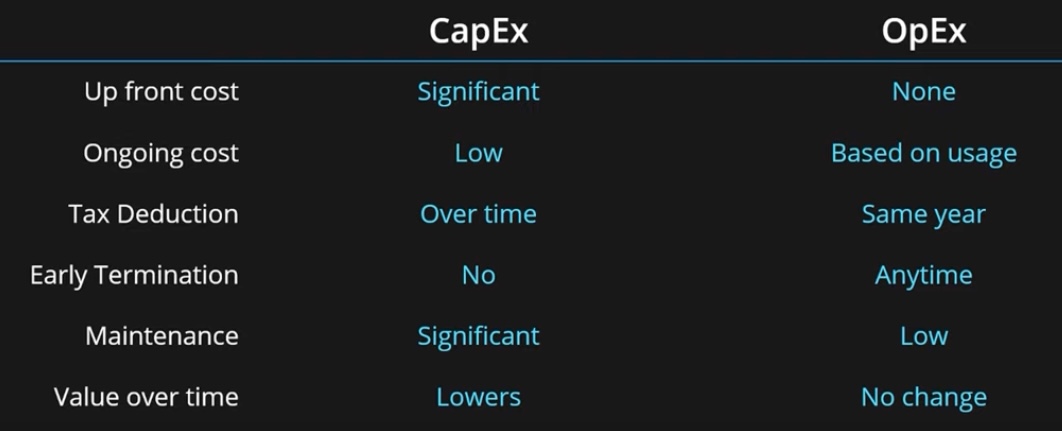 CapEx OpEx
Up front cost Significant None
Ongoing cost Low Based on usage
Tax Deduction Over time Same year
Early Termination No Anytime
Maintenance Significant Low
Value over time Lowers No change